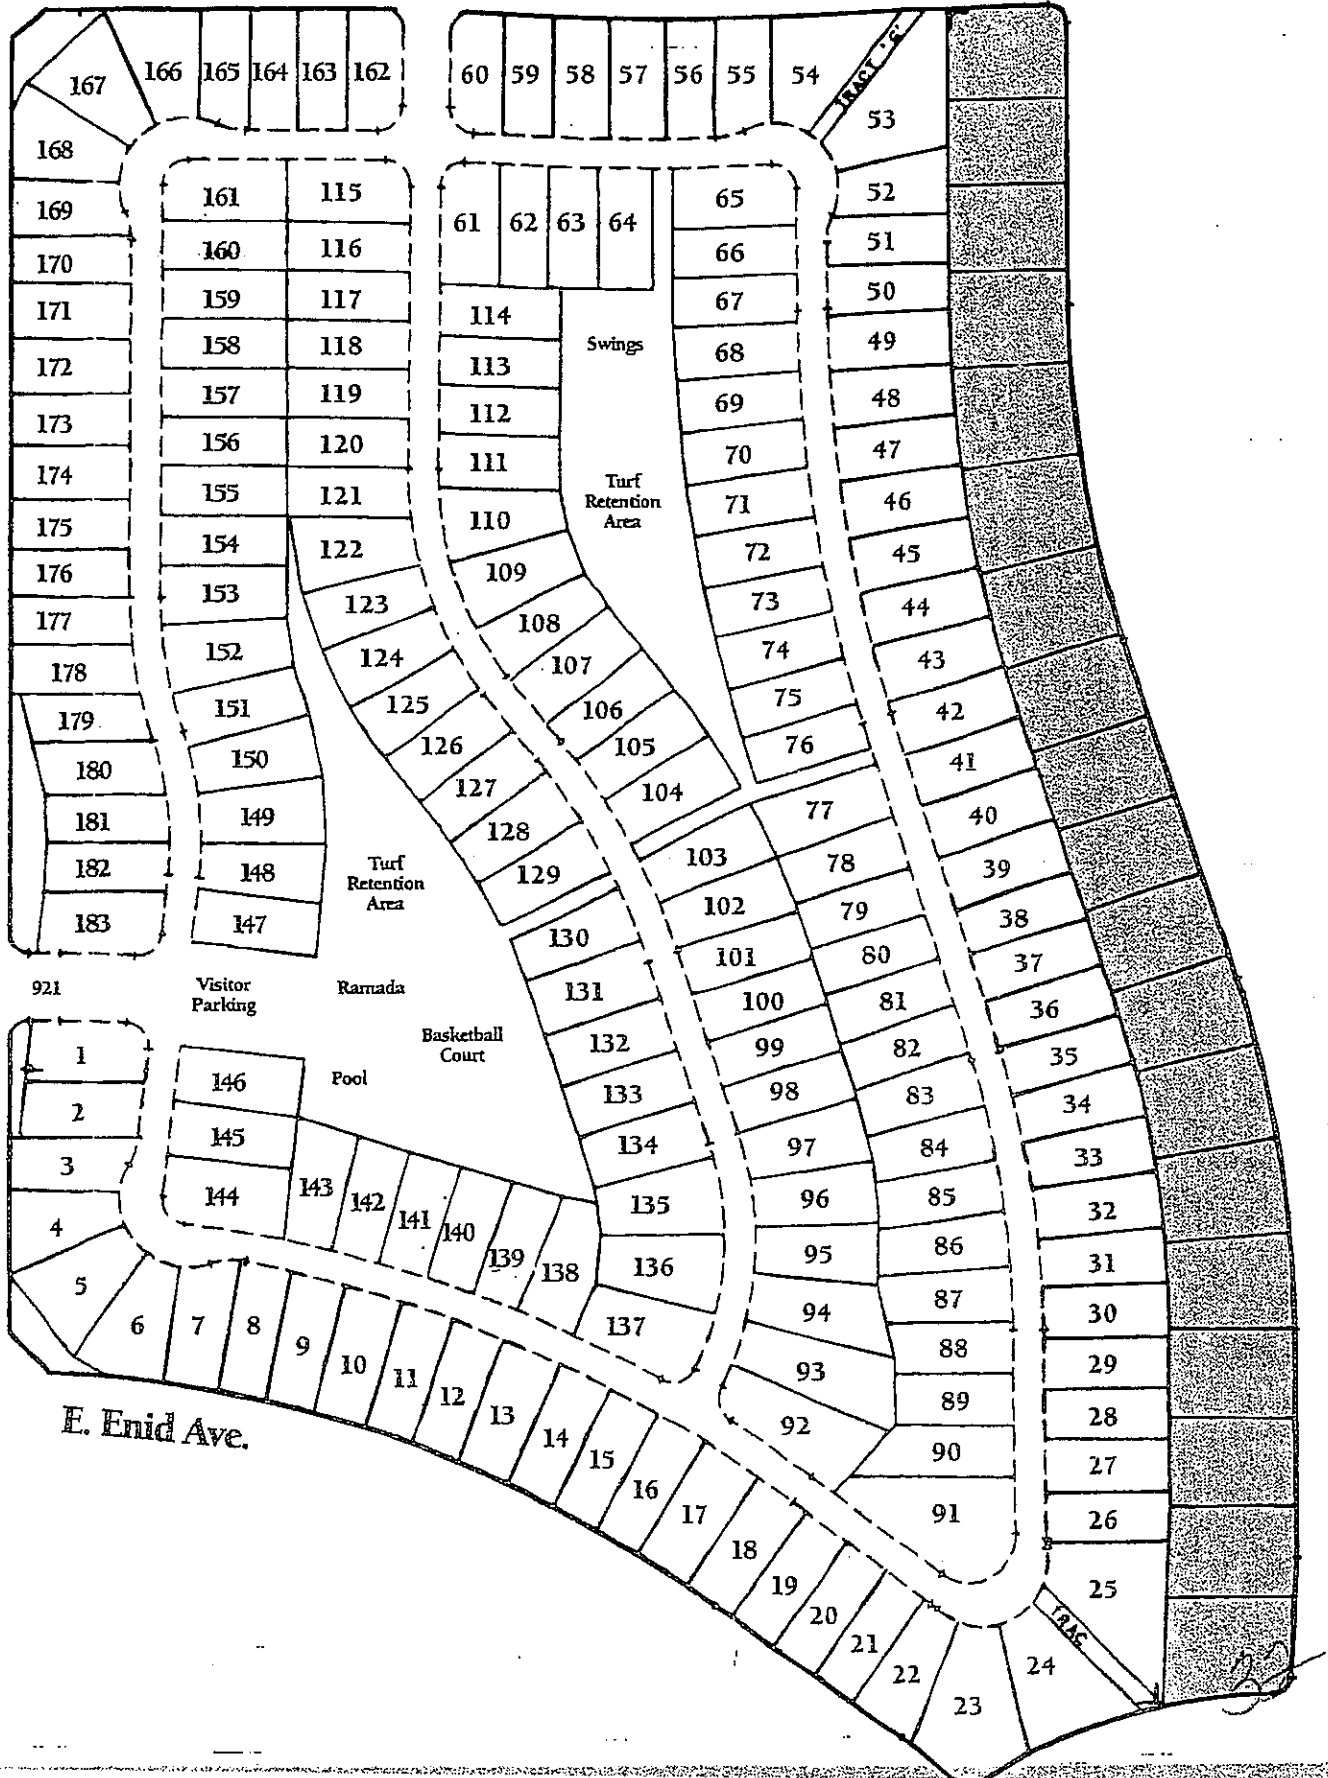 166 165 164 163 162 60 59 58 57 56 55 54
167
TRACT 'G'
53
168
52
161 115 65
169
61 62 63 64
51
160 116 66
170
50
159 117 67
171
114
49
158 118 Swings 68
172 113
48
157 119 69
173 112
47
156 120 70
174 111
46
155 121 Turf
Retention
Area
71
175 110
45
154 122 72
176 109
44
153 123 73
177 108
43
152 124 74
178 107
42
151 125 75
179 106
41
150 126 105 76
180
127 104 77 40
181 149
128 103 78 39
182 148 Turf
Retention
Area
129 102 79 38
183 147 130 101 80 37
921 Visitor
Parking
Ramada 131 100 81 36
Basketball
Court
132 99 82 35
1 146 Pool 133 98 83 34
2 145 134 97 84 33
3 144 143 142 141 140 139 138 135 96 85 32
4
136 95 86 31
5 137 94 87 30
6 7 8 9 10 11 12 13 14 15 16 17 18 19 20 21 22 23 24
93 88 29
E. Enid Ave.
92 89 28
90 27
91 26
25
TRAC